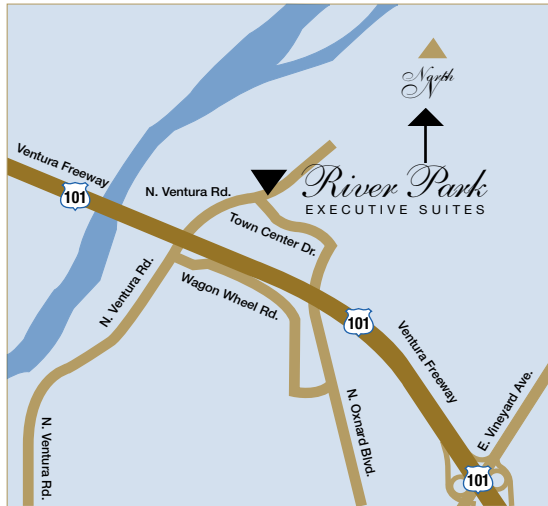 North
N
Ventura Freeway
101
N. Ventura Rd.
River Park
EXECUTIVE SUITES
Town Center Dr.
N. Ventura Rd.
Wagon Wheel Rd.
101
Ventura Freeway
N. Ventura Rd.
N. Oxnard Blvd.
E. Vineyard Ave.
101